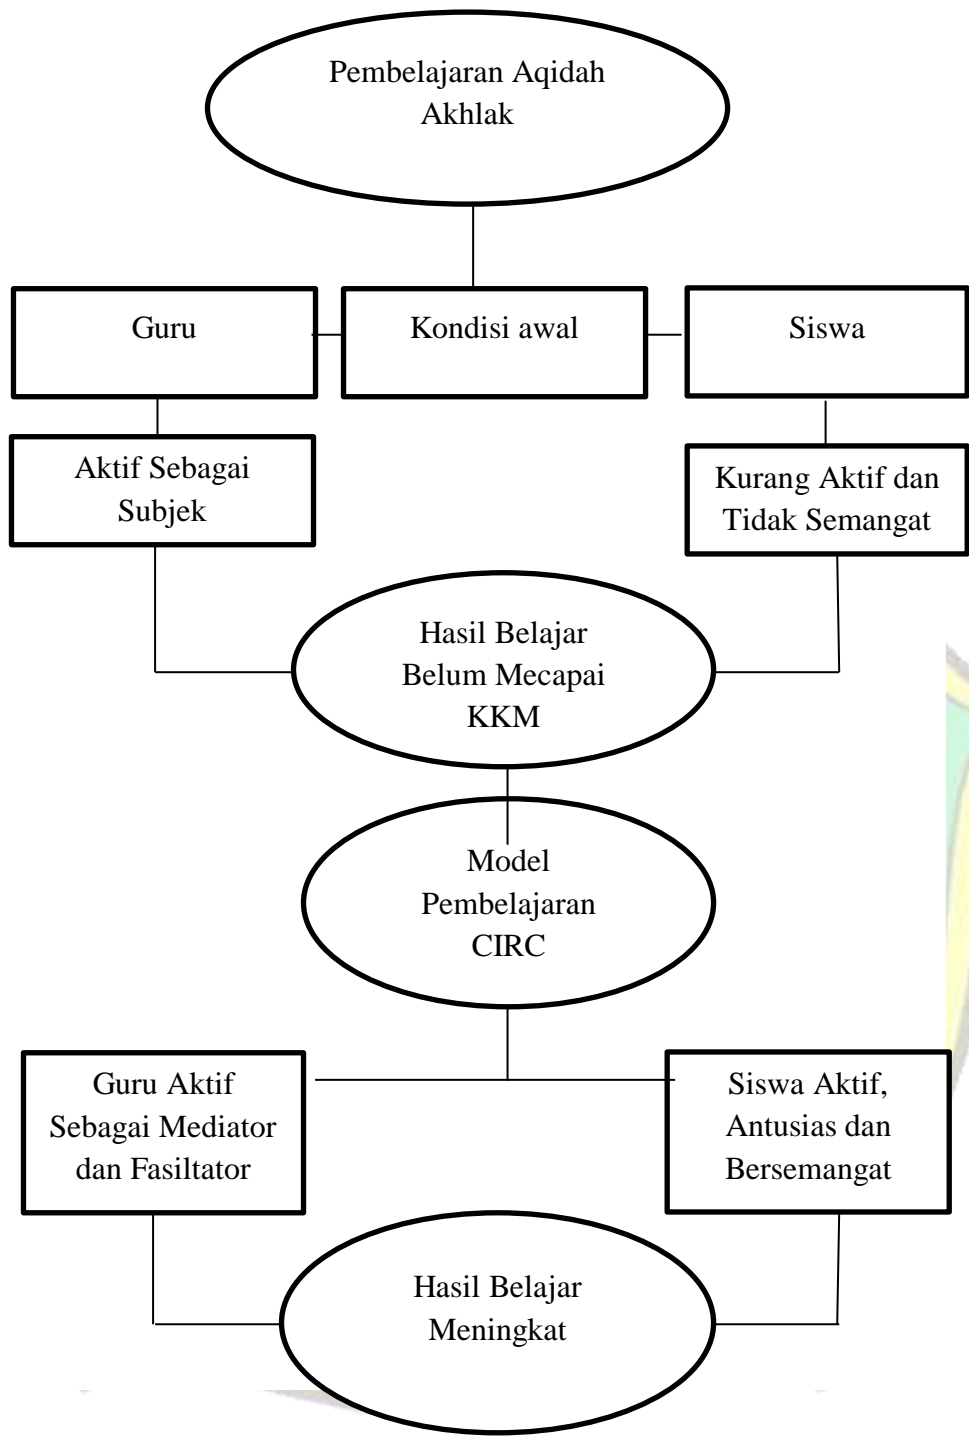 Pembelajaran Aqidah
Akhlak
Guru
Kondisi awal
Siswa
Aktif Sebagai
Subjek
Kurang Aktif dan
Tidak Semangat
Hasil Belajar
Belum Mecapai
KKM
Model
Pembelajaran
CIRC
Guru Aktif
Sebagai Mediator
dan Fasiltator
Siswa Aktif,
Antusias dan
Bersemangat
Hasil Belajar
Meningkat